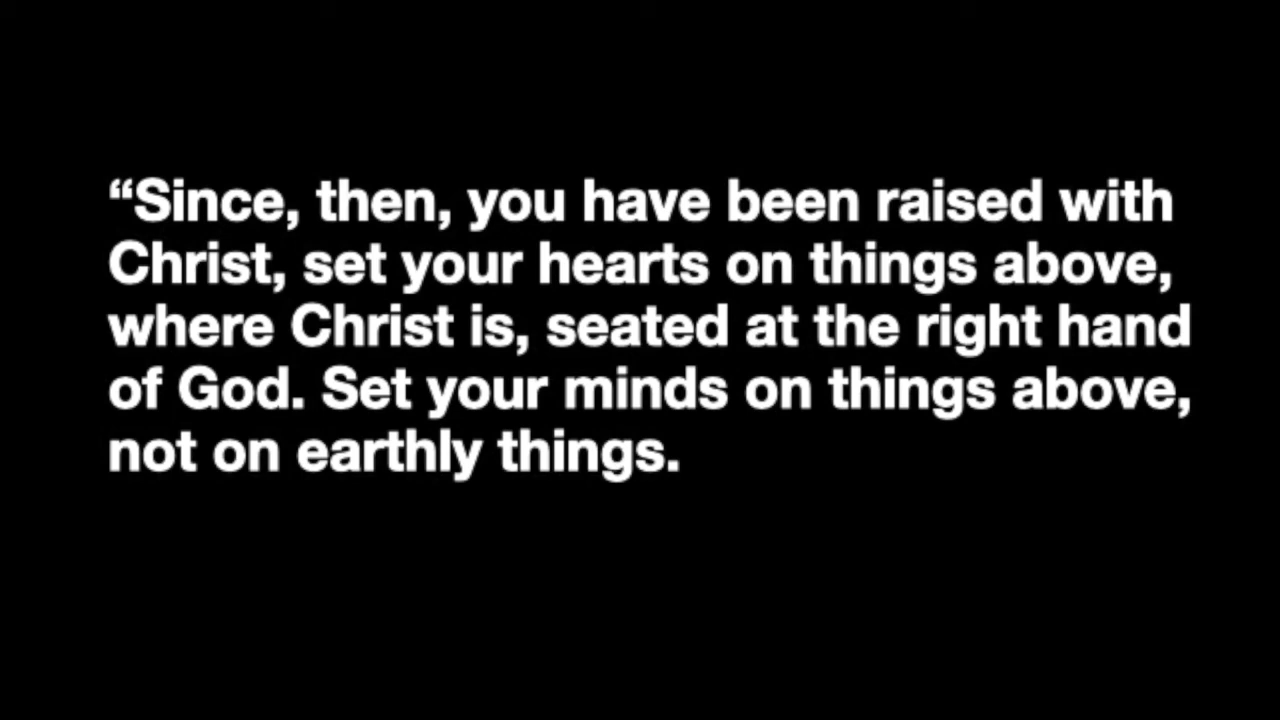 “Since, then, you have been raised with
Christ, set your hearts on things above,
where Christ is, seated at the right hand
of God. Set your minds on things above,
not on earthly things.